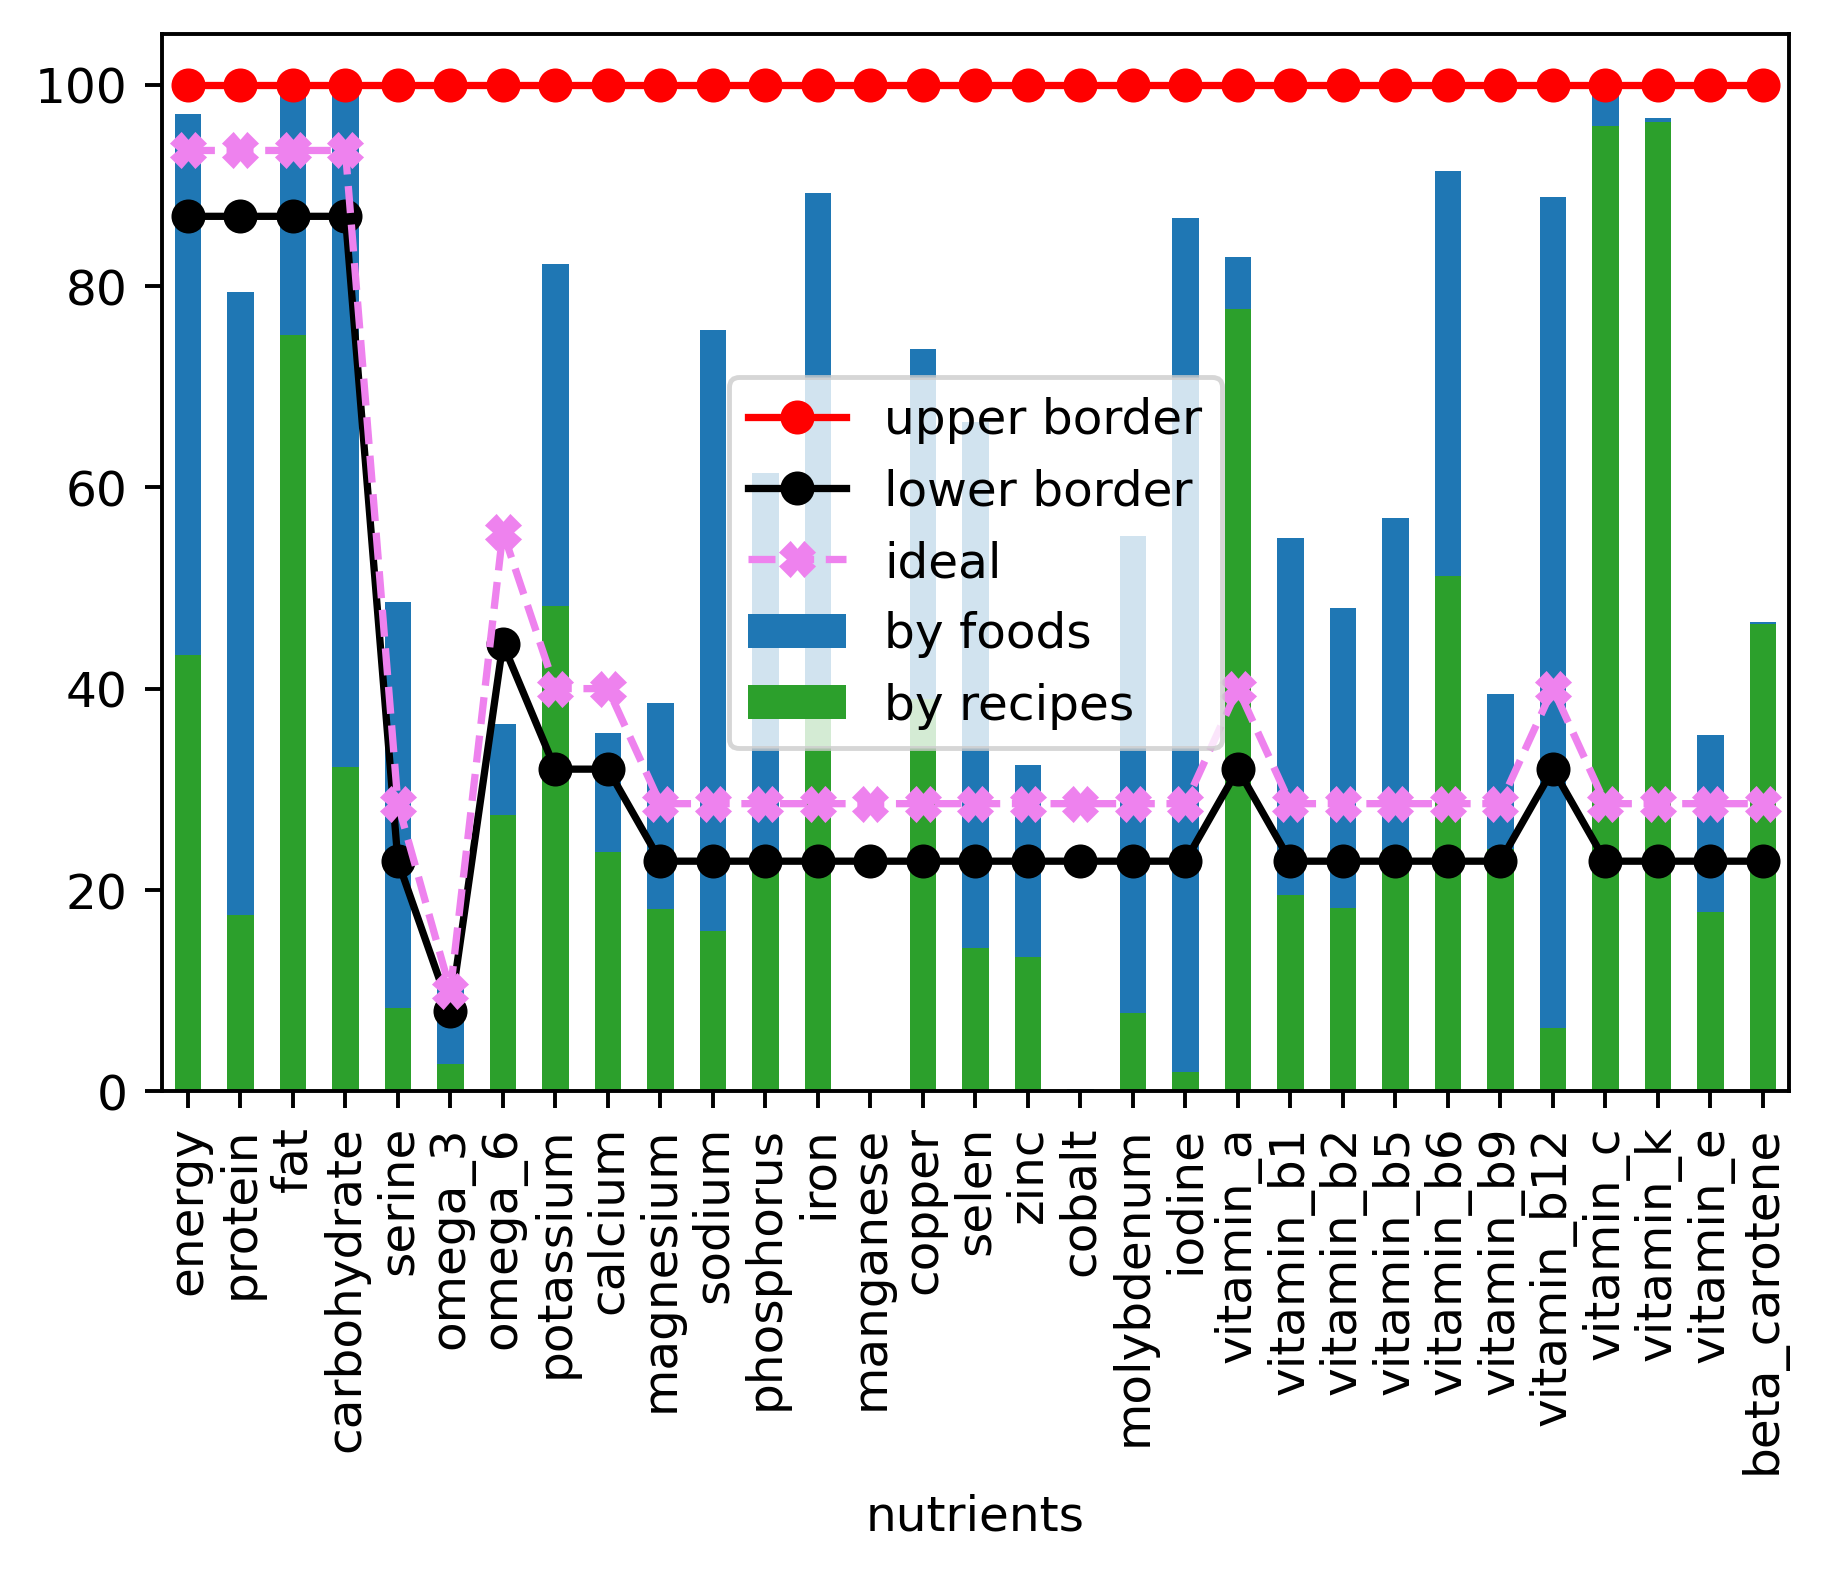 100
80
60
40
20
0
upper border
lower border
ideal
by foods
by recipes
energy
protein
fat
carbohydrate
serine
omega_3
omega_6
potassium
calcium
magnesium
sodium
phosphorus
iron
manganese
copper
selen
zinc
cobalt
molybdenum
iodine
vitamin_a
vitamin_b1
vitamin_b2
vitamin_b5
vitamin_b6
vitamin_b9
vitamin_b12
vitamin_c
vitamin_k
vitamin_e
beta_carotene
nutrients